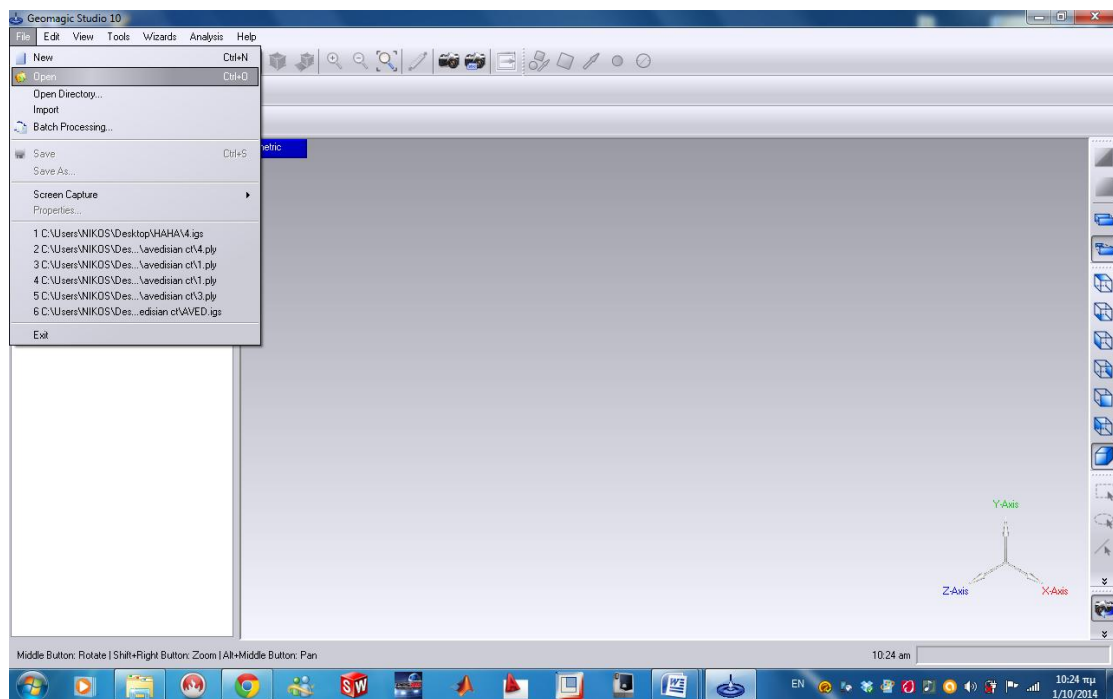 Geomagic Studio 10
File Edit View Tools Wizards Analysis Help
New Ctrl+N
Open Ctrl+O
Open Directory...
Import
Batch Processing...
Save Ctrl+S
Save As...
Screen Capture
Properties...
1 C:\Users\NIKOS\Desktop\HAHA\4.igs
2 C:\Users\NIKOS\Des...\avedisian ct\4.ply
3 C:\Users\NIKOS\Des...\avedisian ct\1.ply
4 C:\Users\NIKOS\Des...\avedisian ct\1.ply
5 C:\Users\NIKOS\Des...\avedisian ct\3.ply
6 C:\Users\NIKOS\Des...edisian ct\AVED.igs
Exit
netric
Y-Axis
Z-Axis X-Axis
Middle Button: Rotate | Shift+Right Button: Zoom | Alt+Middle Button: Pan 10:24 am
SW
W
EN 10:24 πμ
1/10/2014